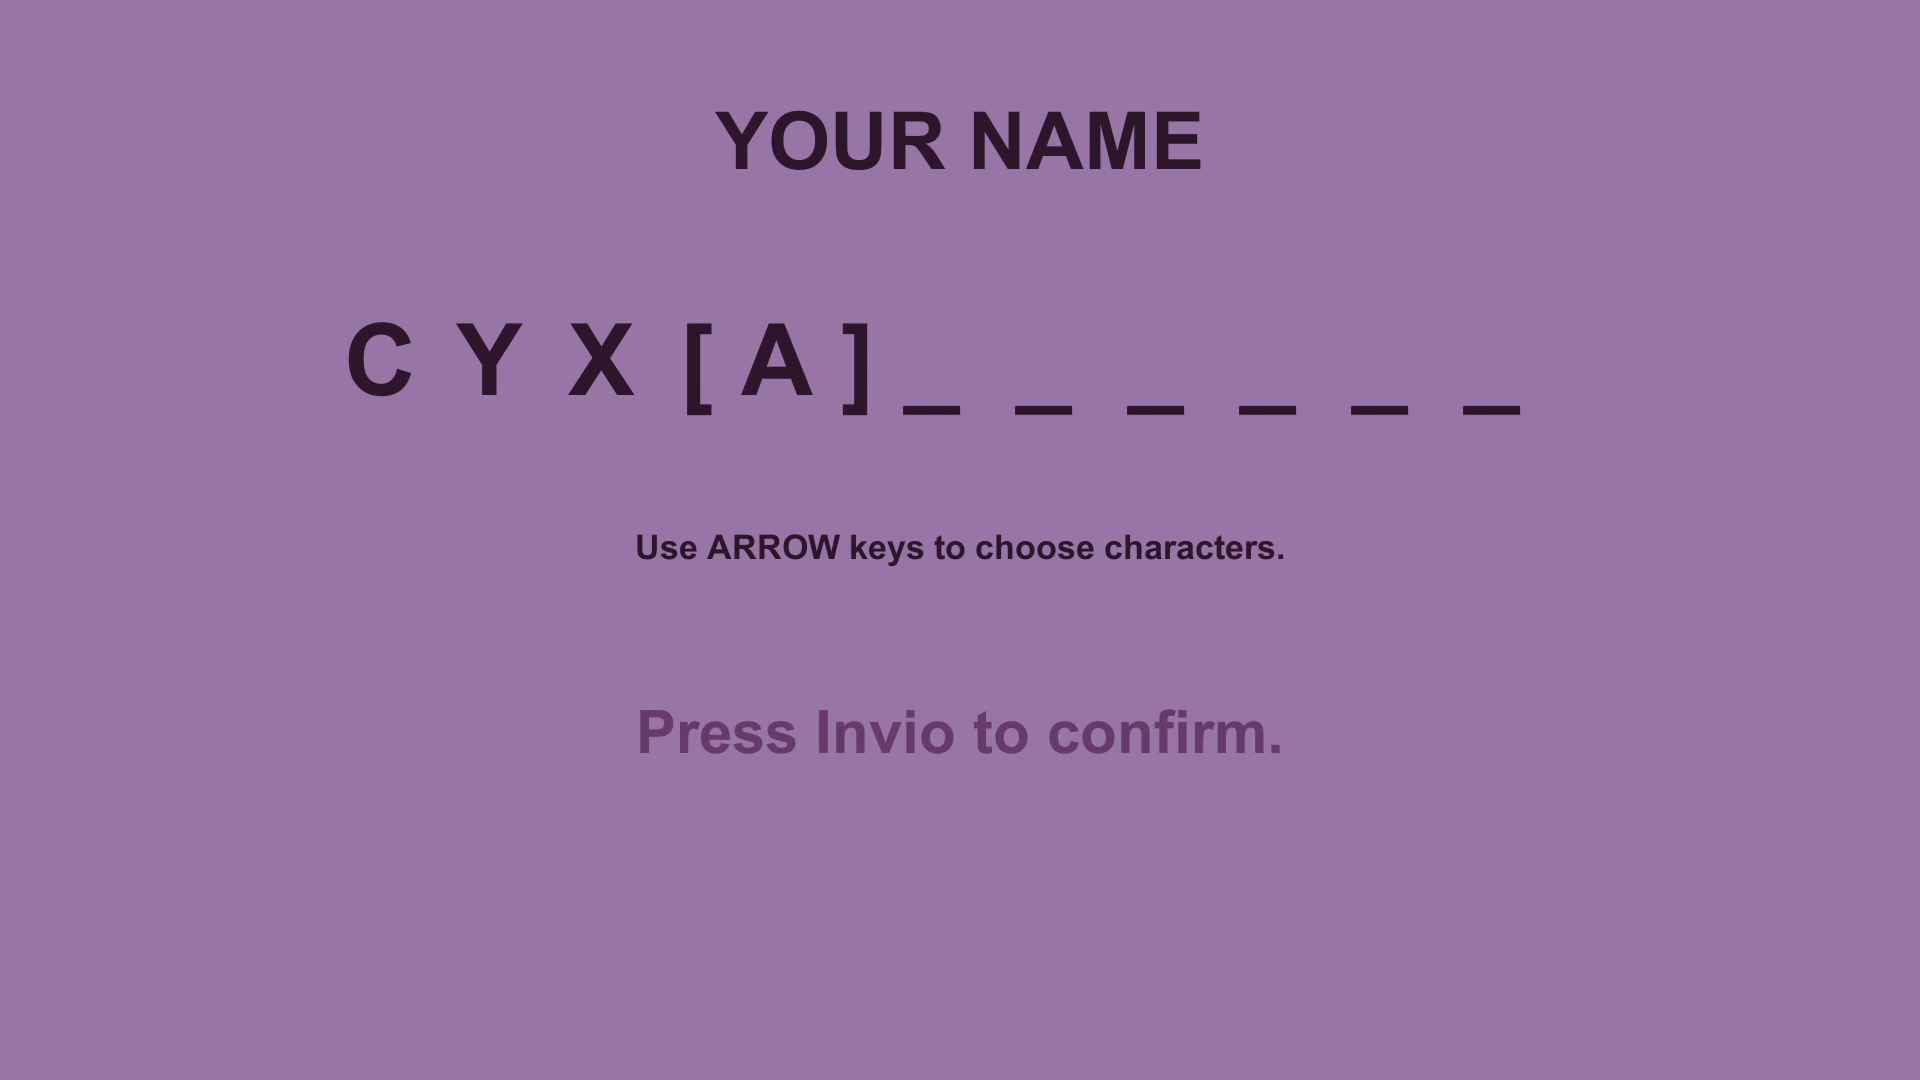 YOUR NAME
C Y X [ A ] _ _ _ _ _ _
Use ARROW keys to choose characters.
Press Invio to confirm.